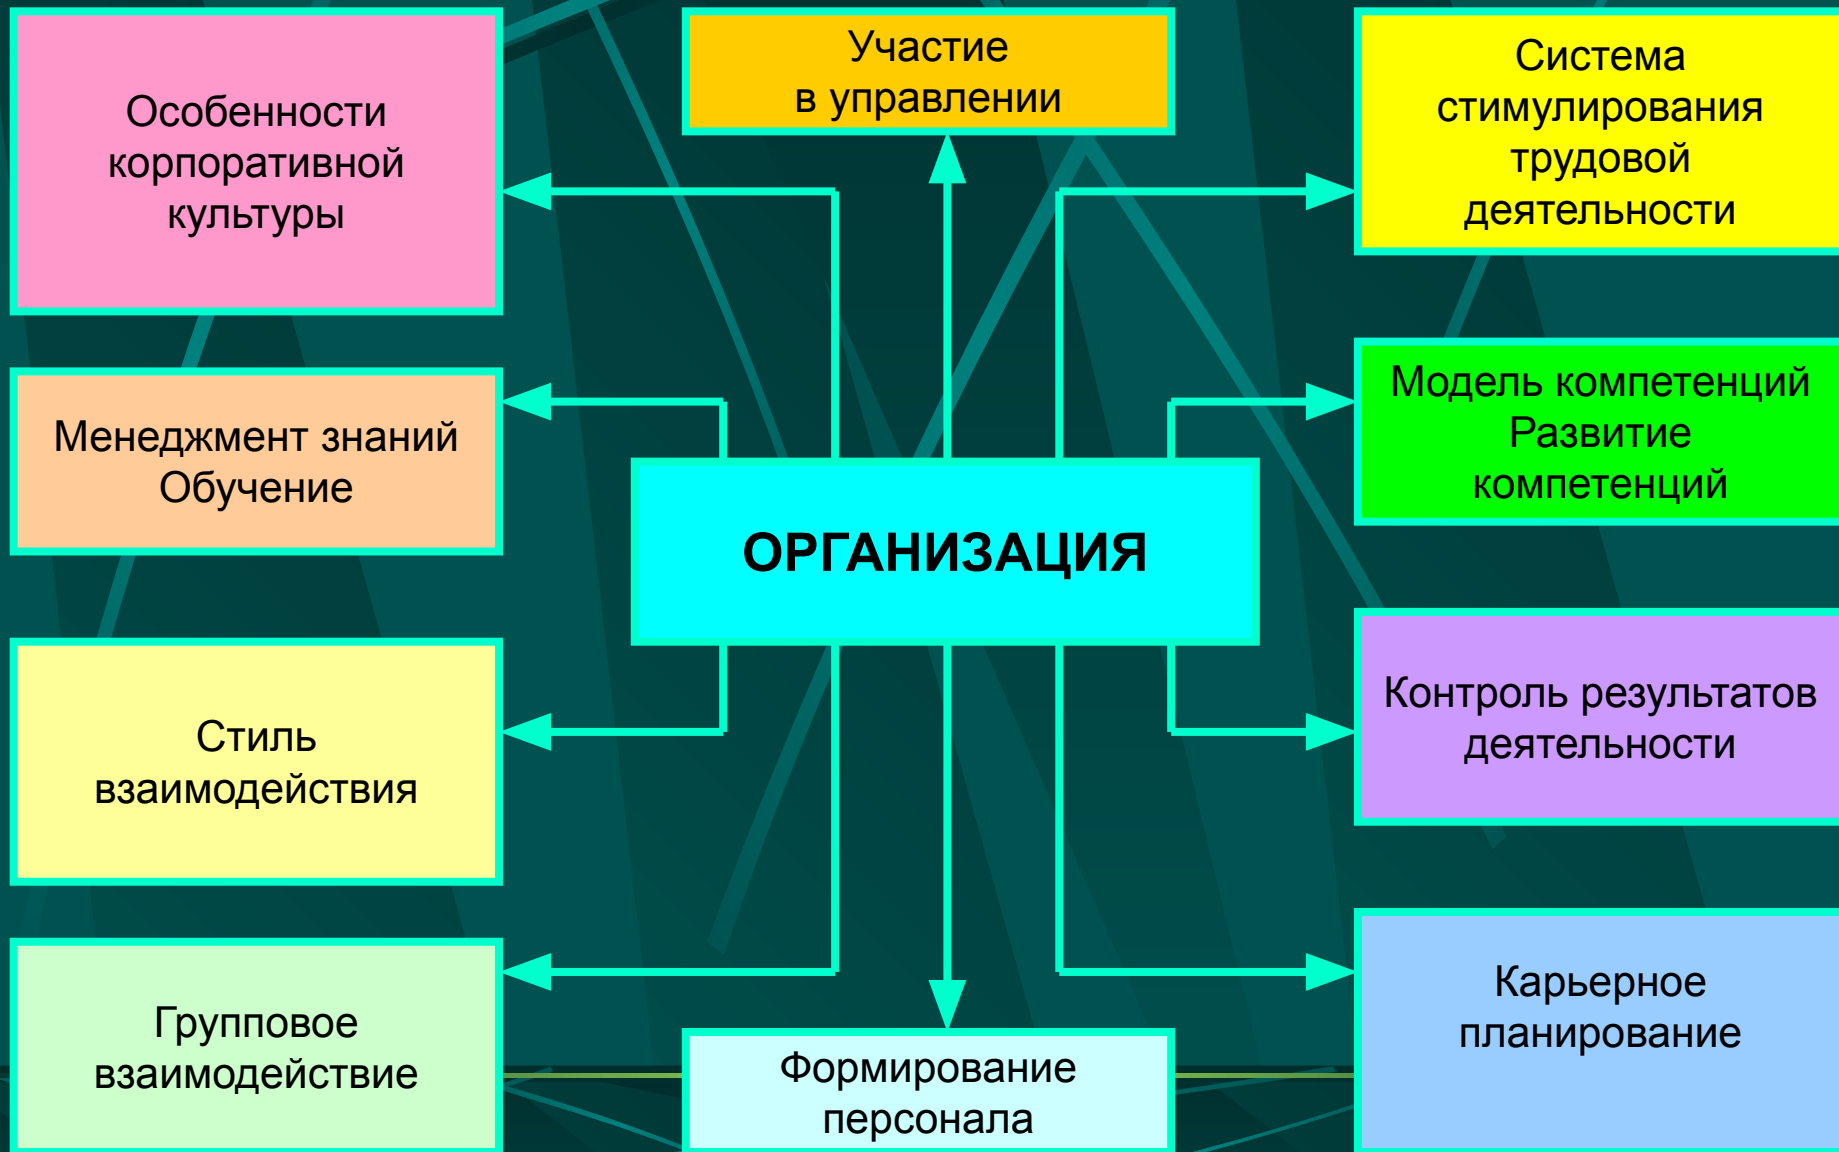 Особенности
корпоративной
культуры
Участие
в управлении
Система
стимулирования
трудовой
деятельности
Менеджмент знаний
Обучение
Модель компетенций
Развитие
компетенций
ОРГАНИЗАЦИЯ
Стиль
взаимодействия
Контроль результатов
деятельности
Групповое
взаимодействие
Формирование
персонала
Карьерное
планирование